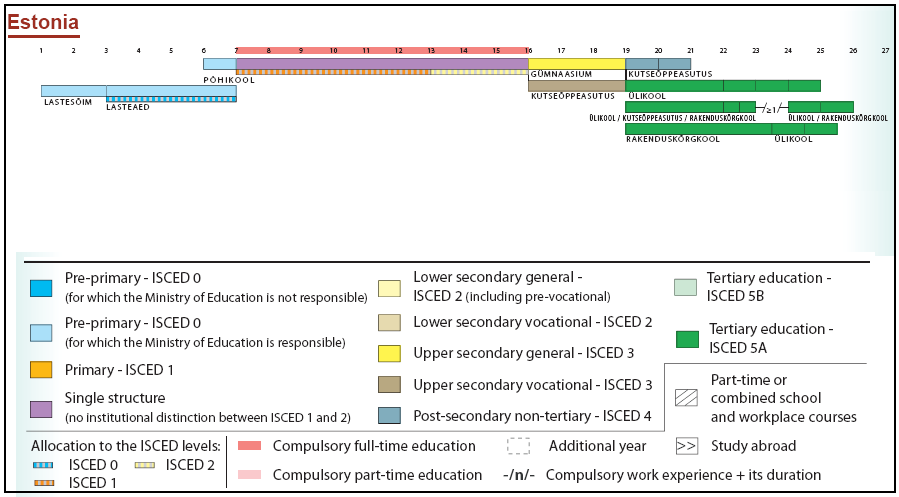 Estonia
1 2 3 4 5 6 7 8 9 10 11 12 13 14 15 16 17 18 19 20 21 22 23 24 25 26 27
PÕHIKOOL
GÜMNAASIUM
KUTSEÕPPEASUTUS
LASTESÕIM
LASTEAED
KUTSEÕPPEASUTUS
ÜLIKOOL
-/≥1/-
ÜLIKOOL / KUTSEÕPPEASUTUS / RAKENDUSKÕRGKOOL
ÜLIKOOL / RAKENDUSKÕRGKOOL
RAKENDUSKÕRGKOOL
ÜLIKOOL
Pre-primary - ISCED 0
(for which the Ministry of Education is not responsible)
Pre-primary - ISCED 0
(for which the Ministry of Education is responsible)
Primary - ISCED 1
Single structure
(no institutional distinction between ISCED 1 and 2)
Lower secondary general -
ISCED 2 (including pre-vocational)
Lower secondary vocational - ISCED 2
Upper secondary general - ISCED 3
Upper secondary vocational - ISCED 3
Post-secondary non-tertiary - ISCED 4
Tertiary education -
ISCED 5B
Tertiary education -
ISCED 5A
Part-time or
combined school
and workplace courses
Allocation to the ISCED levels:
ISCED 0
ISCED 2
ISCED 1
Compulsory full-time education
Additional year
>> Study abroad
Compulsory part-time education
-/n/- Compulsory work experience + its duration